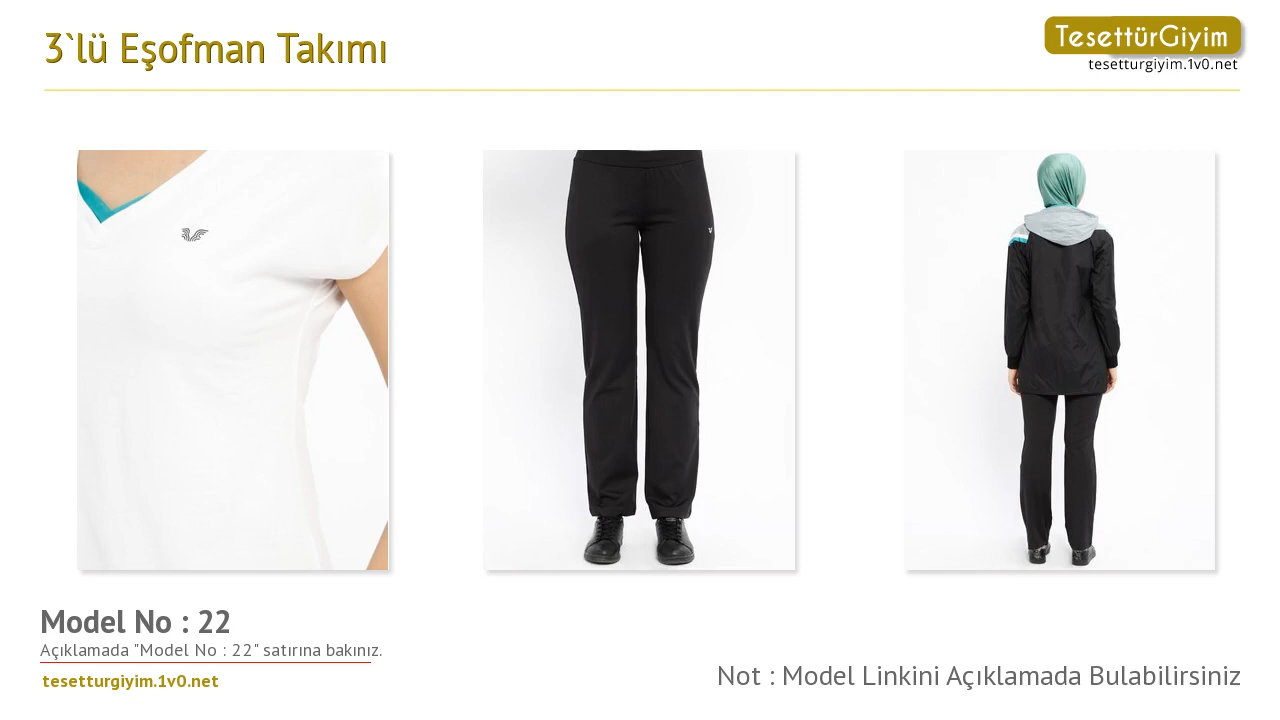 3`lü Eşofman Takımı
TesettürGiyim
tesetturgiyim.1v0.net
Model No : 22
Açıklamada "Model No : 22" satırına bakınız.
tesetturgiyim.1v0.net
Not : Model Linkini Açıklamada Bulabilirsiniz